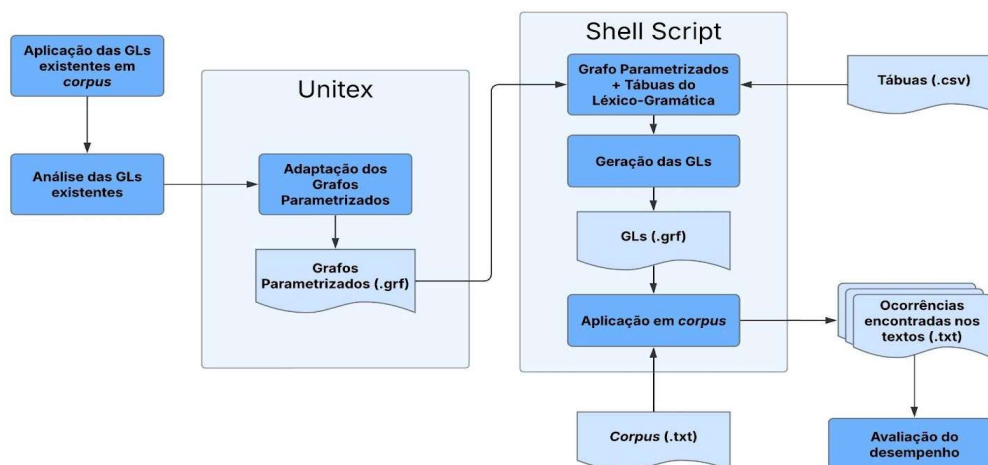 Aplicação das GLs
existentes em
corpus
Análise das GLs
existentes
Unitex
Adaptação dos
Grafos
Parametrizados
Grafos
Parametrizados (.grf)
Shell Script
Grafo Parametrizados
+ Tábuas do
Léxico-Gramática
Tábuas (.csv)
Geração das GLs
GLs (.grf)
Aplicação em corpus
Corpus (.txt)
Ocorrências
encontradas nos
textos (.txt)
Avaliação do
desempenho